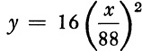 y = 16(x/88)²